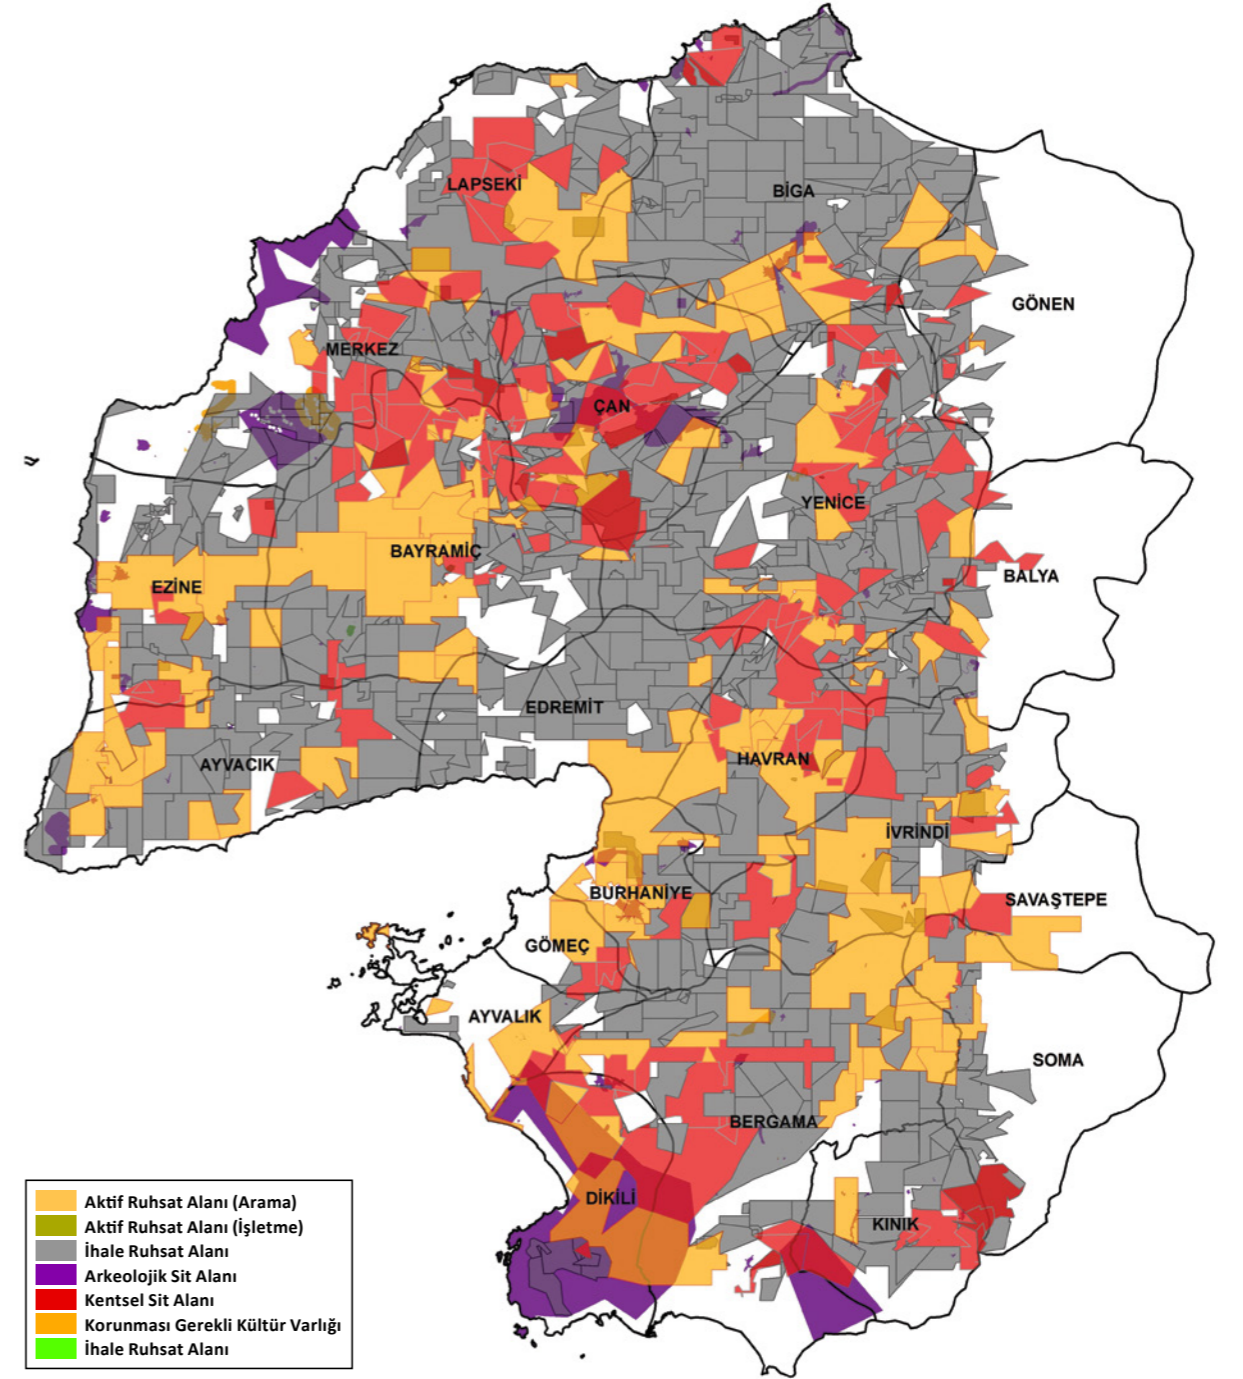 LAPSEKİ
BİGA
GÖNEN
MERKEZ
ÇAN
YENİCE
BAYRAMİÇ
EZİNE
BALYA
EDREMİT
AYVACIK
HAVRAN
İVRİNDİ
BURHANİYE
SAVAŞTEPE
GÖMEÇ
AYVALIK
SOMA
BERGAMA
DİKİLİ
KINIK
Aktif Ruhsat Alanı (Arama)
Aktif Ruhsat Alanı (İşletme)
İhale Ruhsat Alanı
Arkeolojik Sit Alanı
Kentsel Sit Alanı
Korunması Gerekli Kültür Varlığı
İhale Ruhsat Alanı